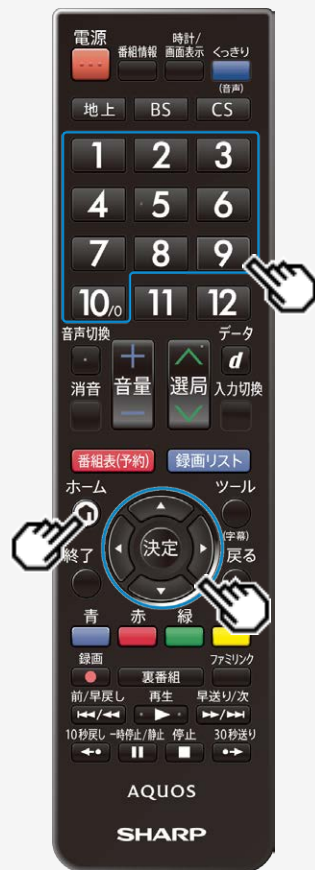 電源
番組情報
時計/
画面表示
くっきり
(音声)
地上 BS CS
1 2 3
4 5 6
7 8 9
10/0 11 12
音声切換
データ
d
消音 音量 選局 入力切換
番組表(予約) 録画リスト
ホーム ツール
(字幕)
終了 決定 戻る
青 赤 緑
録画 裏番組 ファミリンク
前/早戻し 再生 早送り/次
10秒戻し 一時停止/静止 停止 30秒送り
AQUOS
SHARP